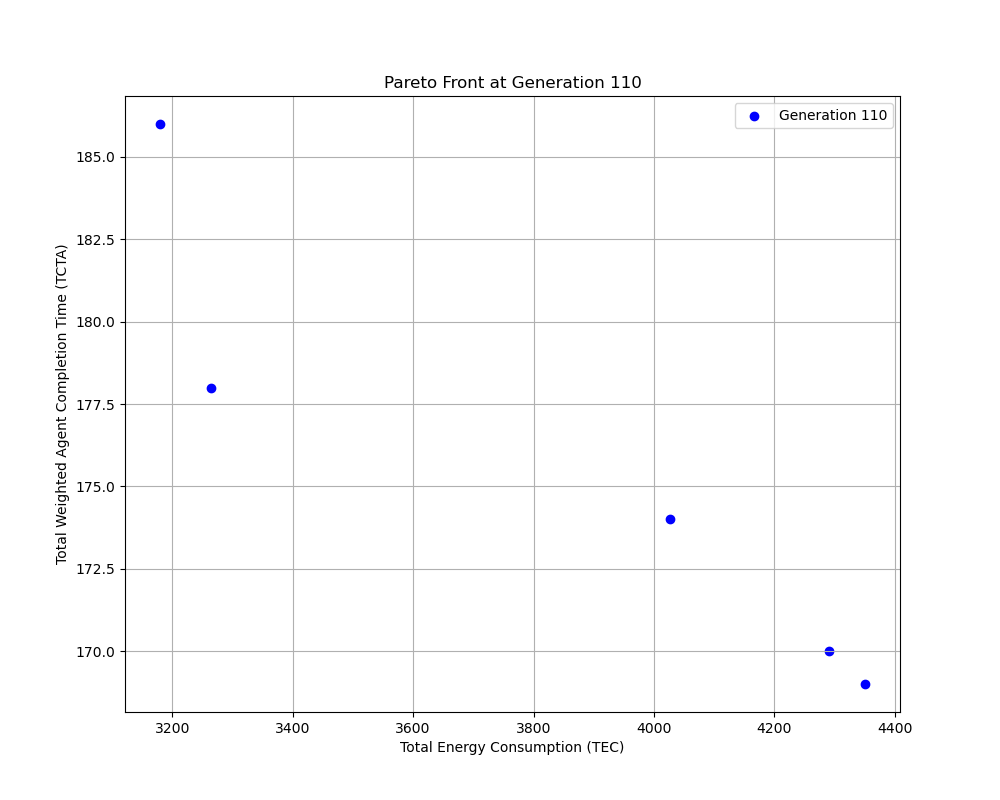 Pareto Front at Generation 110
Generation 110
185.0
182.5
180.0
177.5
175.0
172.5
170.0
Total Weighted Agent Completion Time (TCTA)
3200 3400 3600 3800 4000 4200 4400
Total Energy Consumption (TEC)